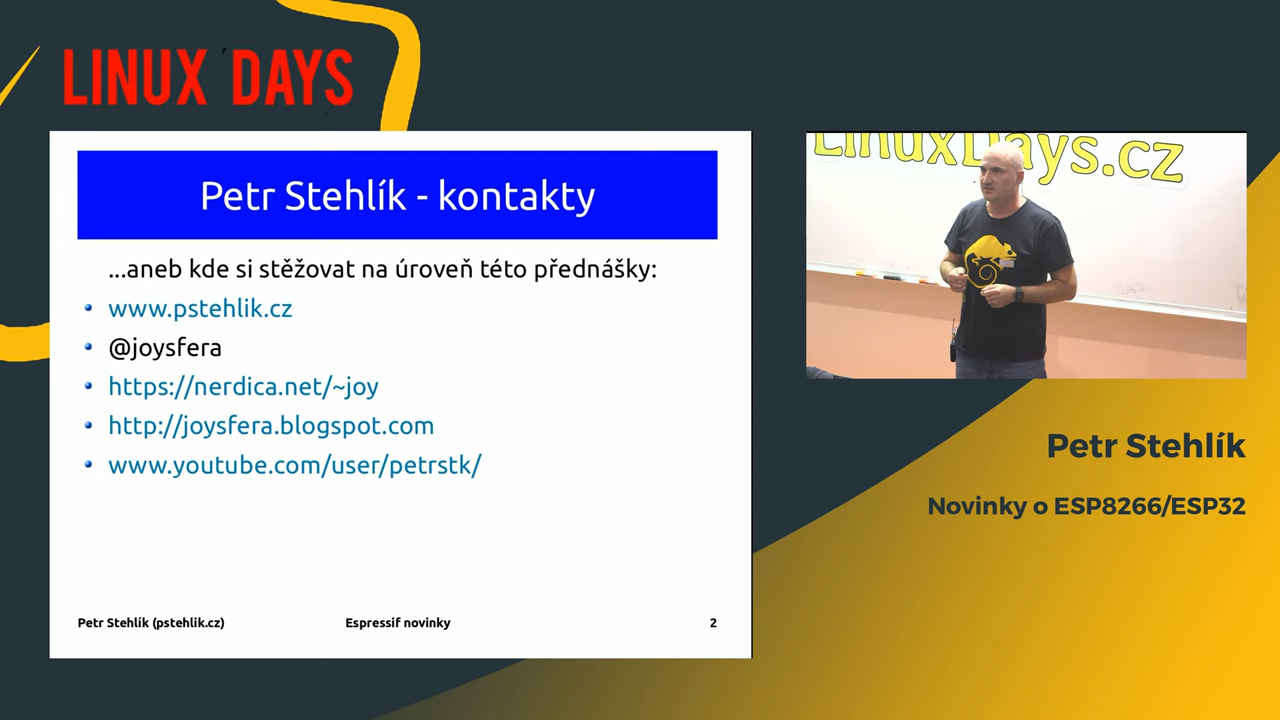 LINUX DAYS
Petr Stehlík - kontakty
...aneb kde si stěžovat na úroveň této přednášky:
www.pstehlik.cz
@joysfera
https://nerdica.net/~joy
http://joysfera.blogspot.com
www.youtube.com/user/petrstk/
Petr Stehlík (pstehlik.cz)
Espressif novinky
2
LinuxDays.cz
Petr Stehlík
Novinky o ESP8266/ESP32